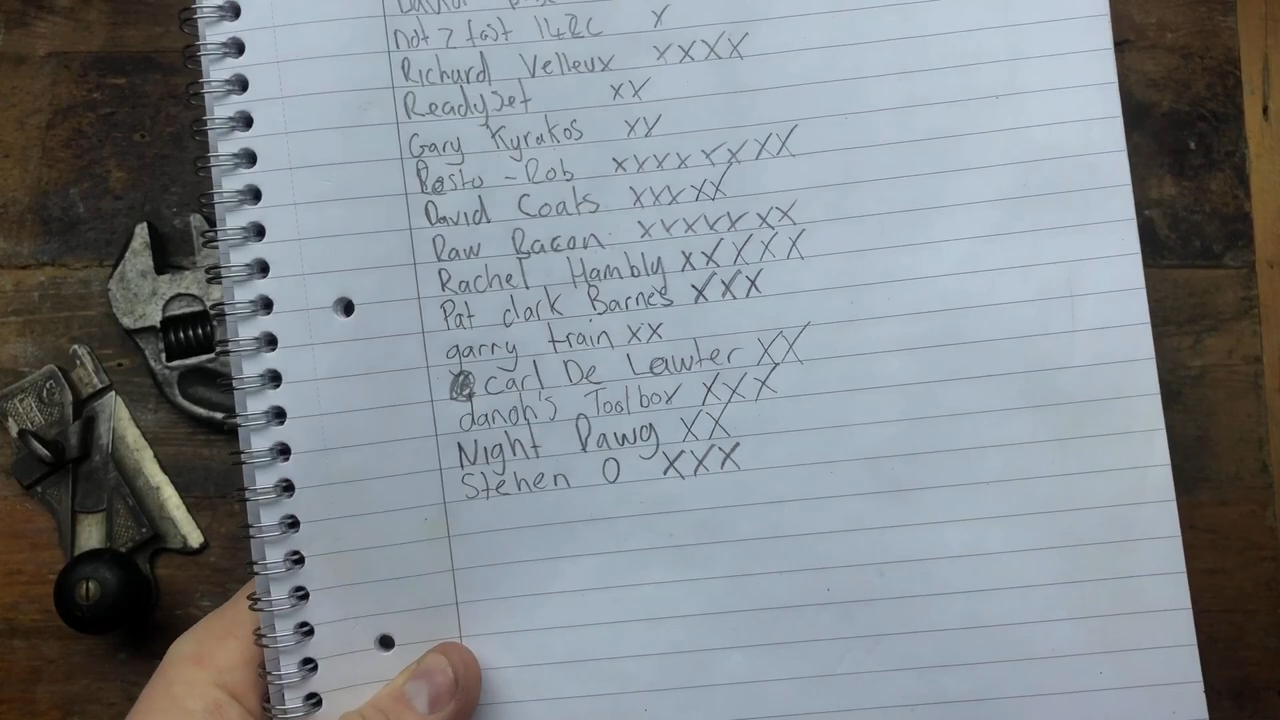 not 2 fast 142C X
Richard Velleux XXXX
ReadySet XX
Gary Kyrakos XX
Resto-Rob XXXXXXXX
David Coats XXXXX
Raw Bacon XXXXXXX
Rachel Hambly XXXXXX
Pat clark Barnes XXX
garry train XX
Carl De Lawter XX
danoh's Toolbox XXX
Night Dawg XX
Stehen O XXX